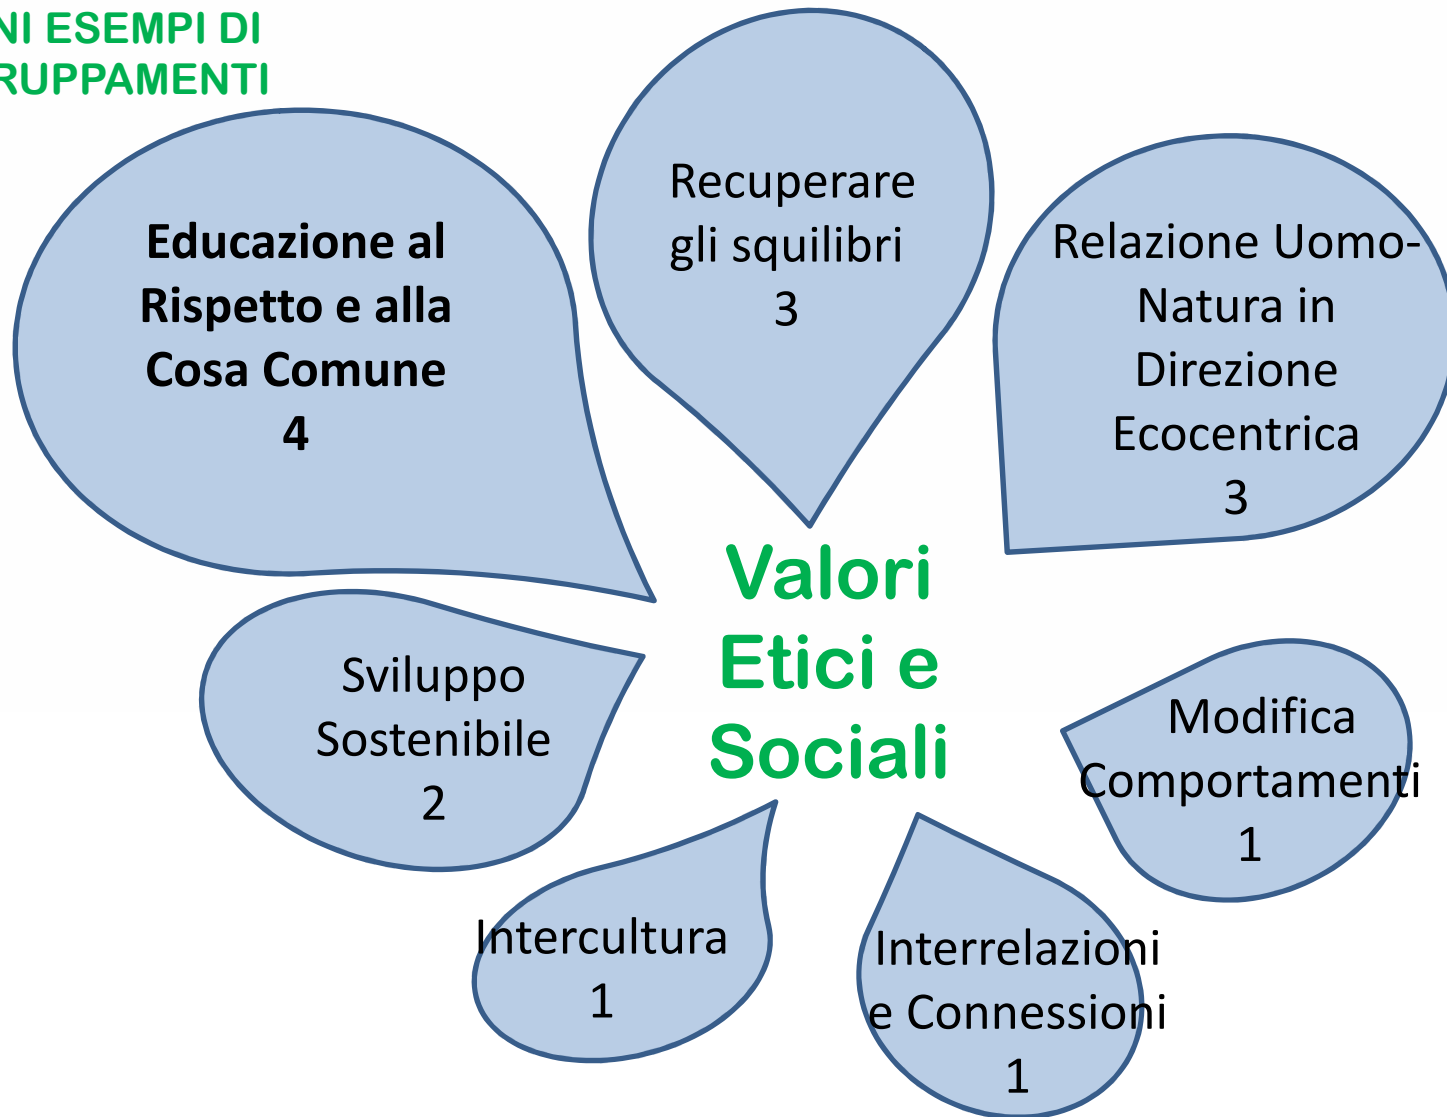 NI ESEMPI DI
RUPPAMENTI
Recuperare
gli squilibri
3
Educazione al
Rispetto e alla
Cosa Comune
4
Relazione Uomo-
Natura in
Direzione
Ecocentrica
3
Valori
Etici e
Sociali
Sviluppo
Sostenibile
2
Modifica
Comportamenti
1
Intercultura
1
Interrelazioni
e Connessioni
1